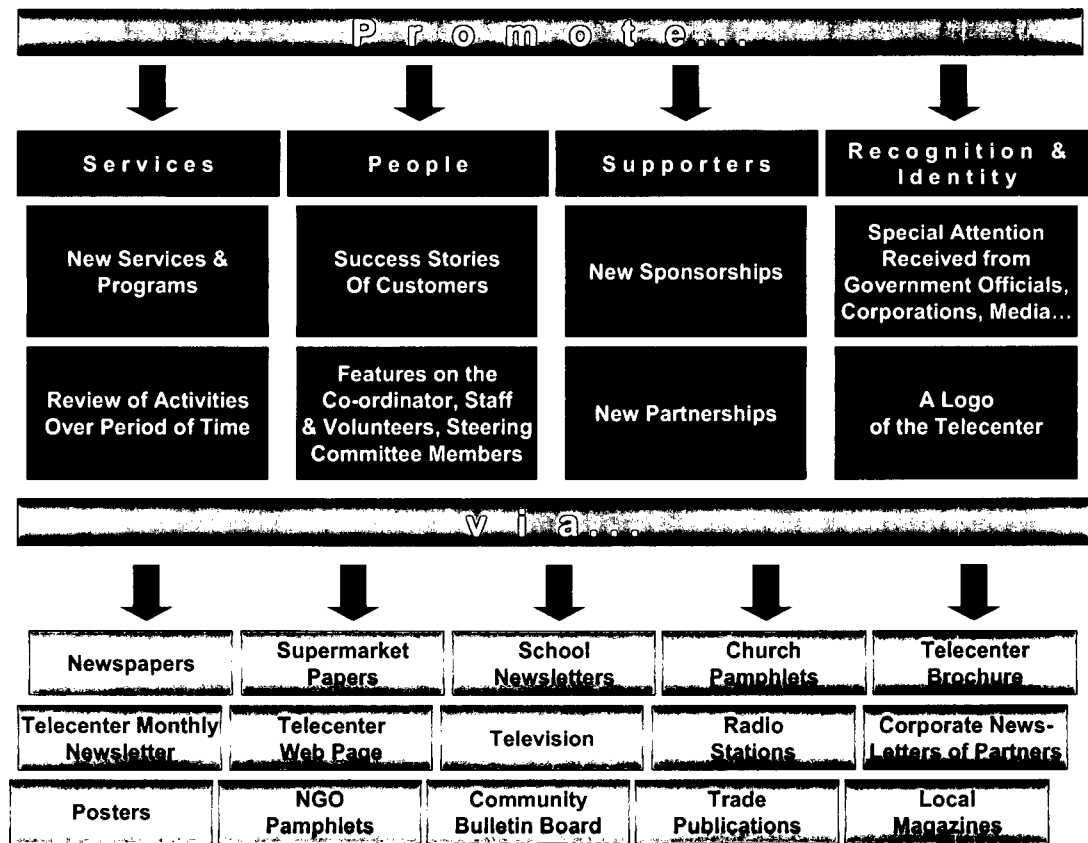 Promote...
Services
People
Supporters
Recognition &
Identity
New Services &
Programs
Success Stories
Of Customers
New Sponsorships
Special Attention
Received from
Government Officials,
Corporations, Media...
Review of Activities
Over Period of Time
Features on the
Co-ordinator, Staff
& Volunteers, Steering
Committee Members
New Partnerships
A Logo
of the Telecenter
via...
Newspapers
Supermarket
Papers
School
Newsletters
Church
Pamphlets
Telecenter
Brochure
Telecenter Monthly
Newsletter
Telecenter
Web Page
Television
Radio
Stations
Corporate News-
Letters of Partners
Posters
NGO
Pamphlets
Community
Bulletin Board
Trade
Publications
Local
Magazines